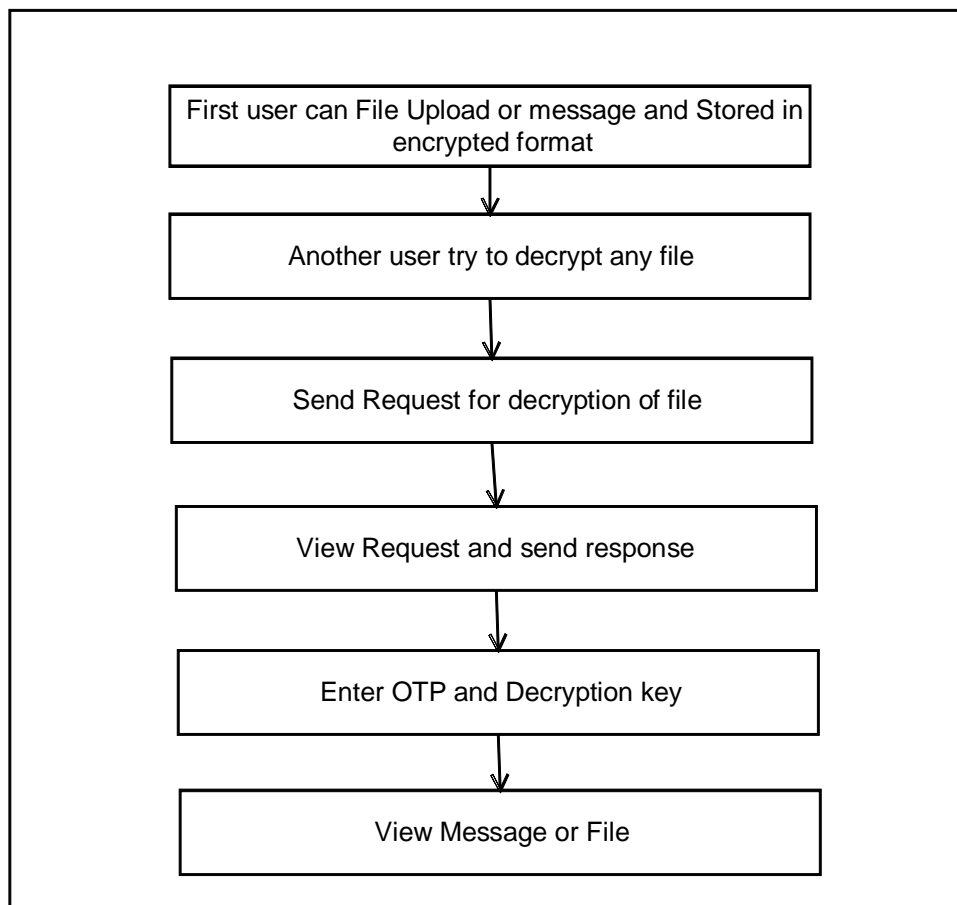 First user can File Upload or message and Stored in
encrypted format
Another user try to decrypt any file
Send Request for decryption of file
View Request and send response
Enter OTP and Decryption key
View Message or File